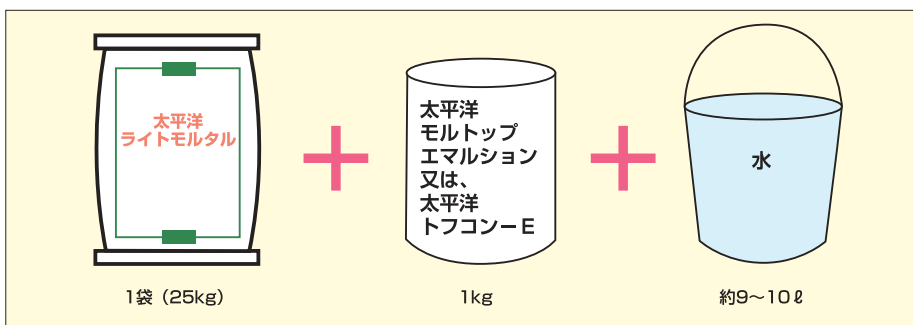 太平洋
ライトモルタル
太平洋
モルトップ
エマルション
又は、
太平洋
トフコンーE
水
1袋（25kg）
1kg
約9〜10ℓ